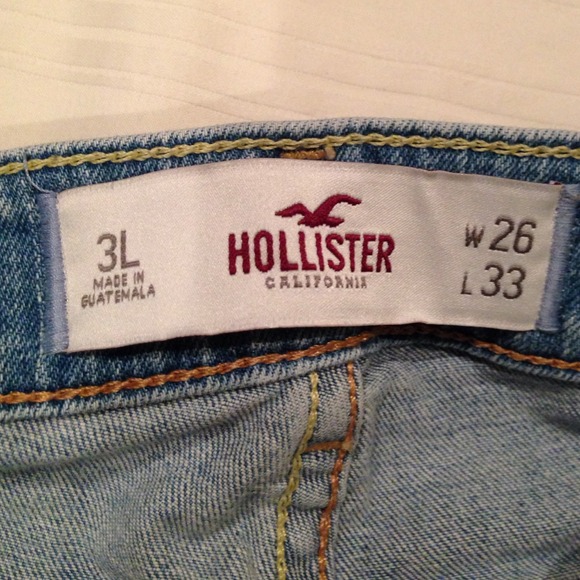 3L
MADE IN
GUATEMALA
HOLLISTER
CALIFORNIA
W 26
L 33